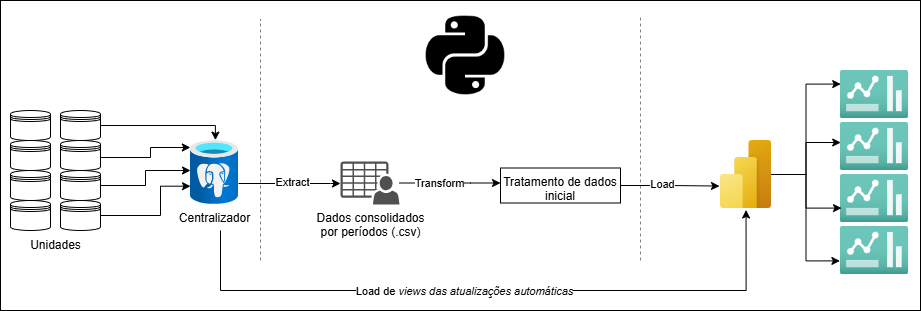 Unidades
Centralizador
Extract
Dados consolidados
por períodos (.csv)
Transform
Tratamento de dados
inicial
Load
Load de views das atualizações automáticas